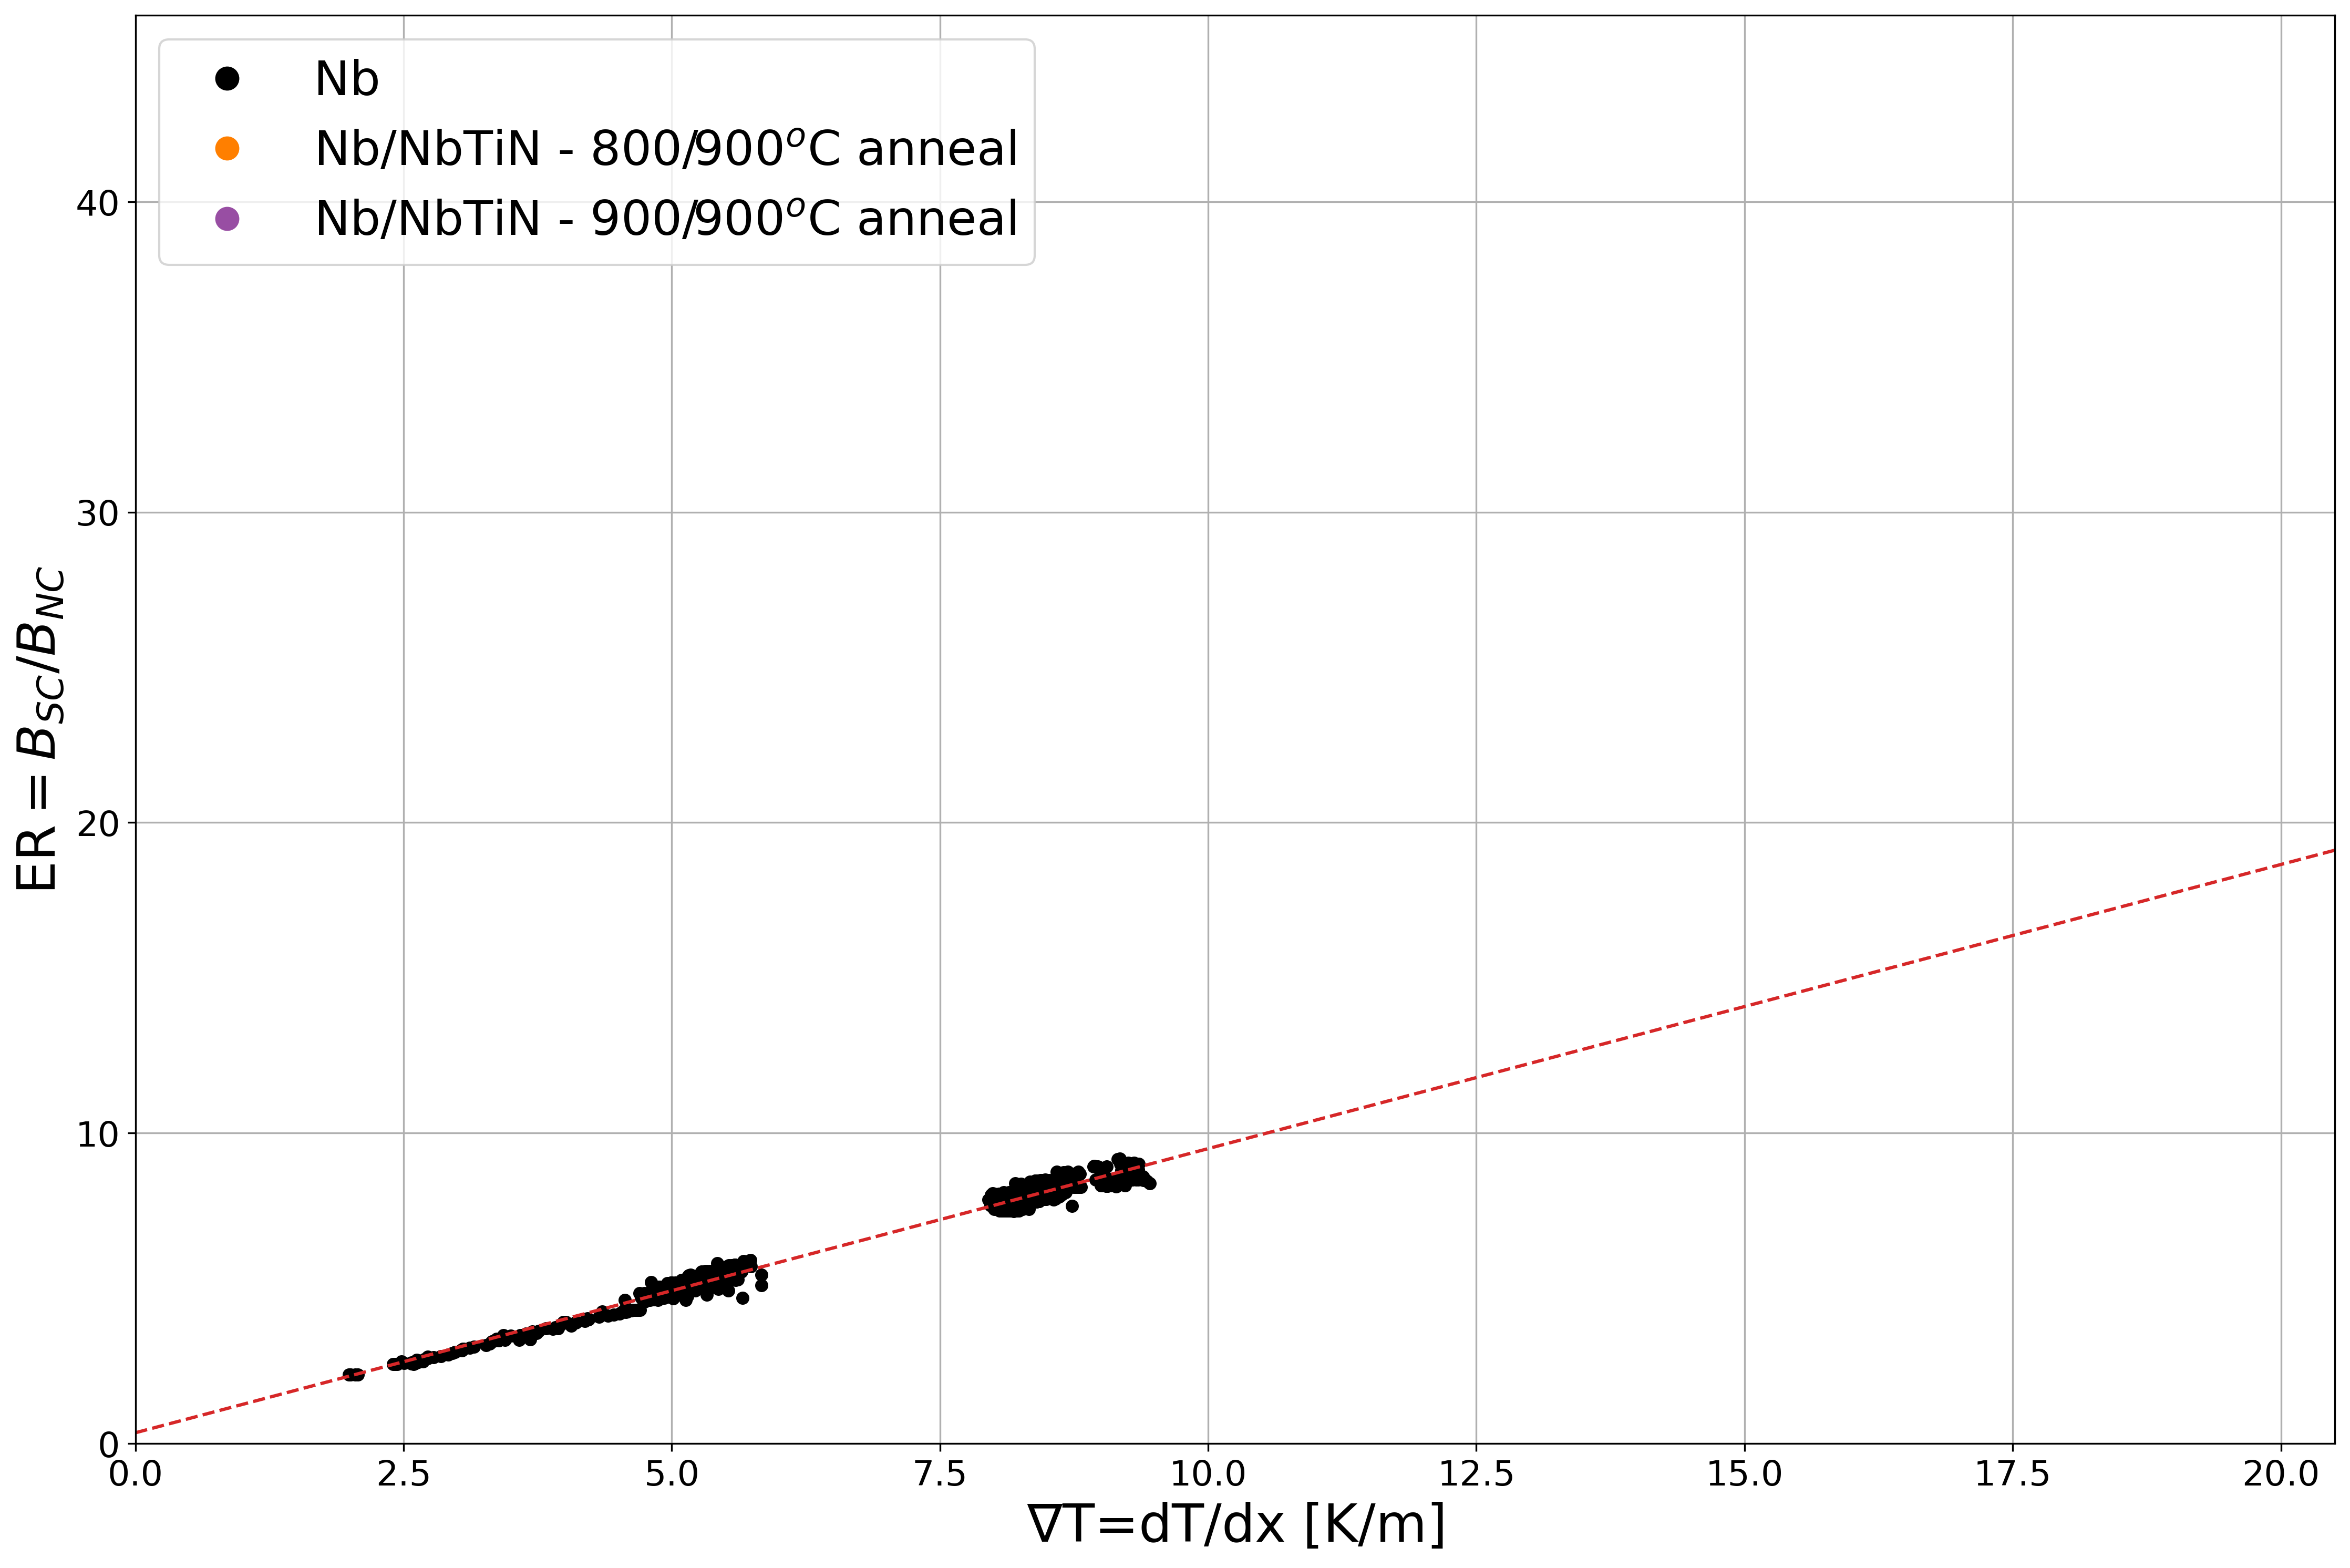 Nb
Nb/NbTiN - 800/900°C anneal
Nb/NbTiN - 900/900°C anneal
40
30
20
10
0
ER = B_SC/B_NC
0.0 2.5 5.0 7.5 10.0 12.5 15.0 17.5 20.0
∇T=dT/dx [K/m]